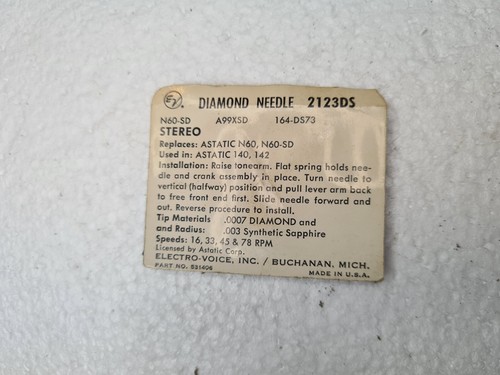 EV DIAMOND NEEDLE 2123DS
N60-SD A99XSD 164-DS73
STEREO
Replaces: ASTATIC N60, N60-SD
Used in: ASTATIC 140, 142
Installation: Raise tonearm. Flat spring holds nee-
dle and crank assembly in place. Turn needle to
vertical (halfway) position and pull lever arm back
to free front end first. Slide needle forward and
out. Reverse procedure to install.
Tip Materials .0007 DIAMOND and
and Radius: .003 Synthetic Sapphire
Speeds: 16, 33, 45 & 78 RPM
Licensed by Astatic Corp.
ELECTRO-VOICE, INC. / BUCHANAN, MICH.
PART NO. 531406 MADE IN U.S.A.